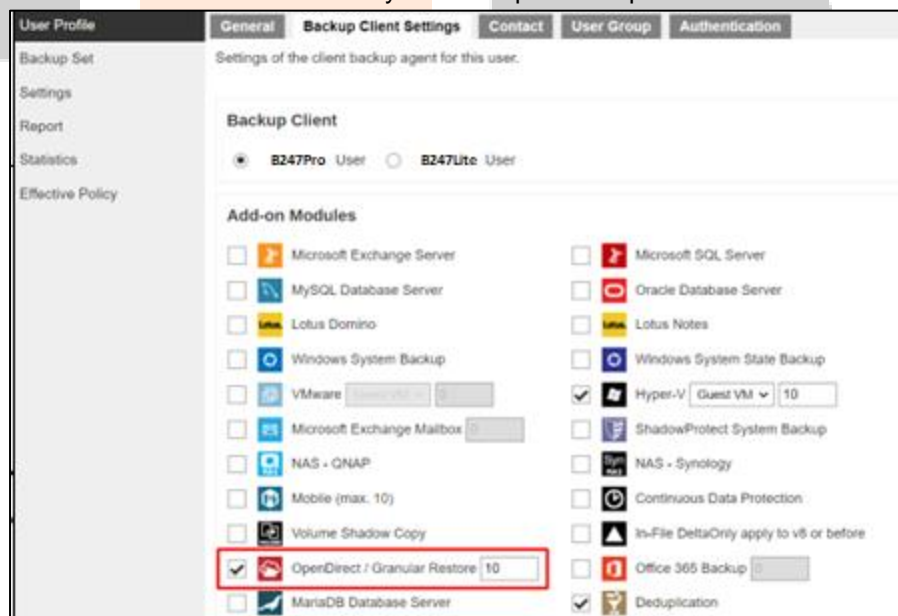 User Profile
General Backup Client Settings Contact User Group Authentication
Backup Set
Settings of the client backup agent for this user.
Settings
Backup Client
Report
B247Pro User B247Lite User
Statistics
Effective Policy
Add-on Modules
Microsoft Exchange Server Microsoft SQL Server
MySQL Database Server Oracle Database Server
Lotus Domino Lotus Notes
Windows System Backup Windows System State Backup
VMware Guest VM 0 Hyper-V Guest VM 10
Microsoft Exchange Mailbox 0 ShadowProtect System Backup
NAS - QNAP NAS - Synology
Mobile (max. 10) Continuous Data Protection
Volume Shadow Copy In-File DeltaOnly apply to v8 or before
OpenDirect / Granular Restore 10 Office 365 Backup 0
MariaDB Database Server Deduplication